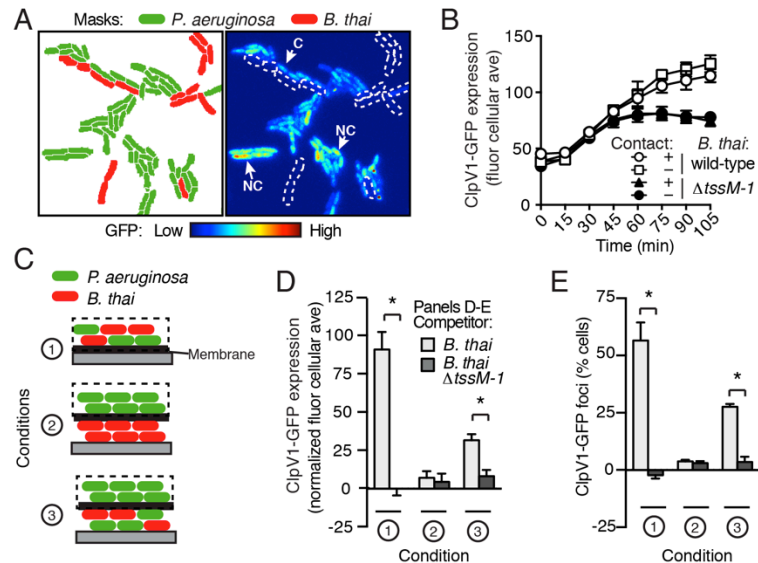 A
Masks: P. aeruginosa B. thai
C
NC
NC
GFP: Low High
B
ClpV1-GFP expression
(fluor cellular ave)
150
100
50
0
Contact: B. thai:
+
− wild-type
+
− ΔtssM-1
0 15 30 45 60 75 90 105
Time (min)
C
P. aeruginosa
B. thai
Conditions
1
Membrane
2
3
D
ClpV1-GFP expression
(normalized fluor cellular ave)
125
100
75
50
25
0
-25
*
*
Panels D-E
Competitor:
B. thai
B. thai
ΔtssM-1
1 2 3
Condition
E
ClpV1-GFP foci (% cells)
75
50
25
0
-25
*
*
1 2 3
Condition